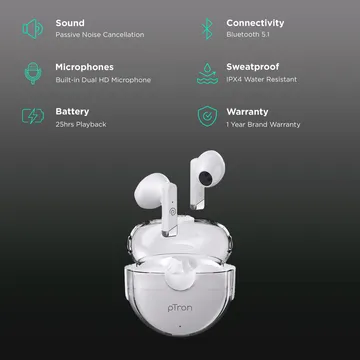 Sound
Passive Noise Cancellation
Connectivity
Bluetooth 5.1
Microphones
Built-in Dual HD Microphone
Sweatproof
IPX4 Water Resistant
Battery
25hrs Playback
Warranty
1 Year Brand Warranty
pTron